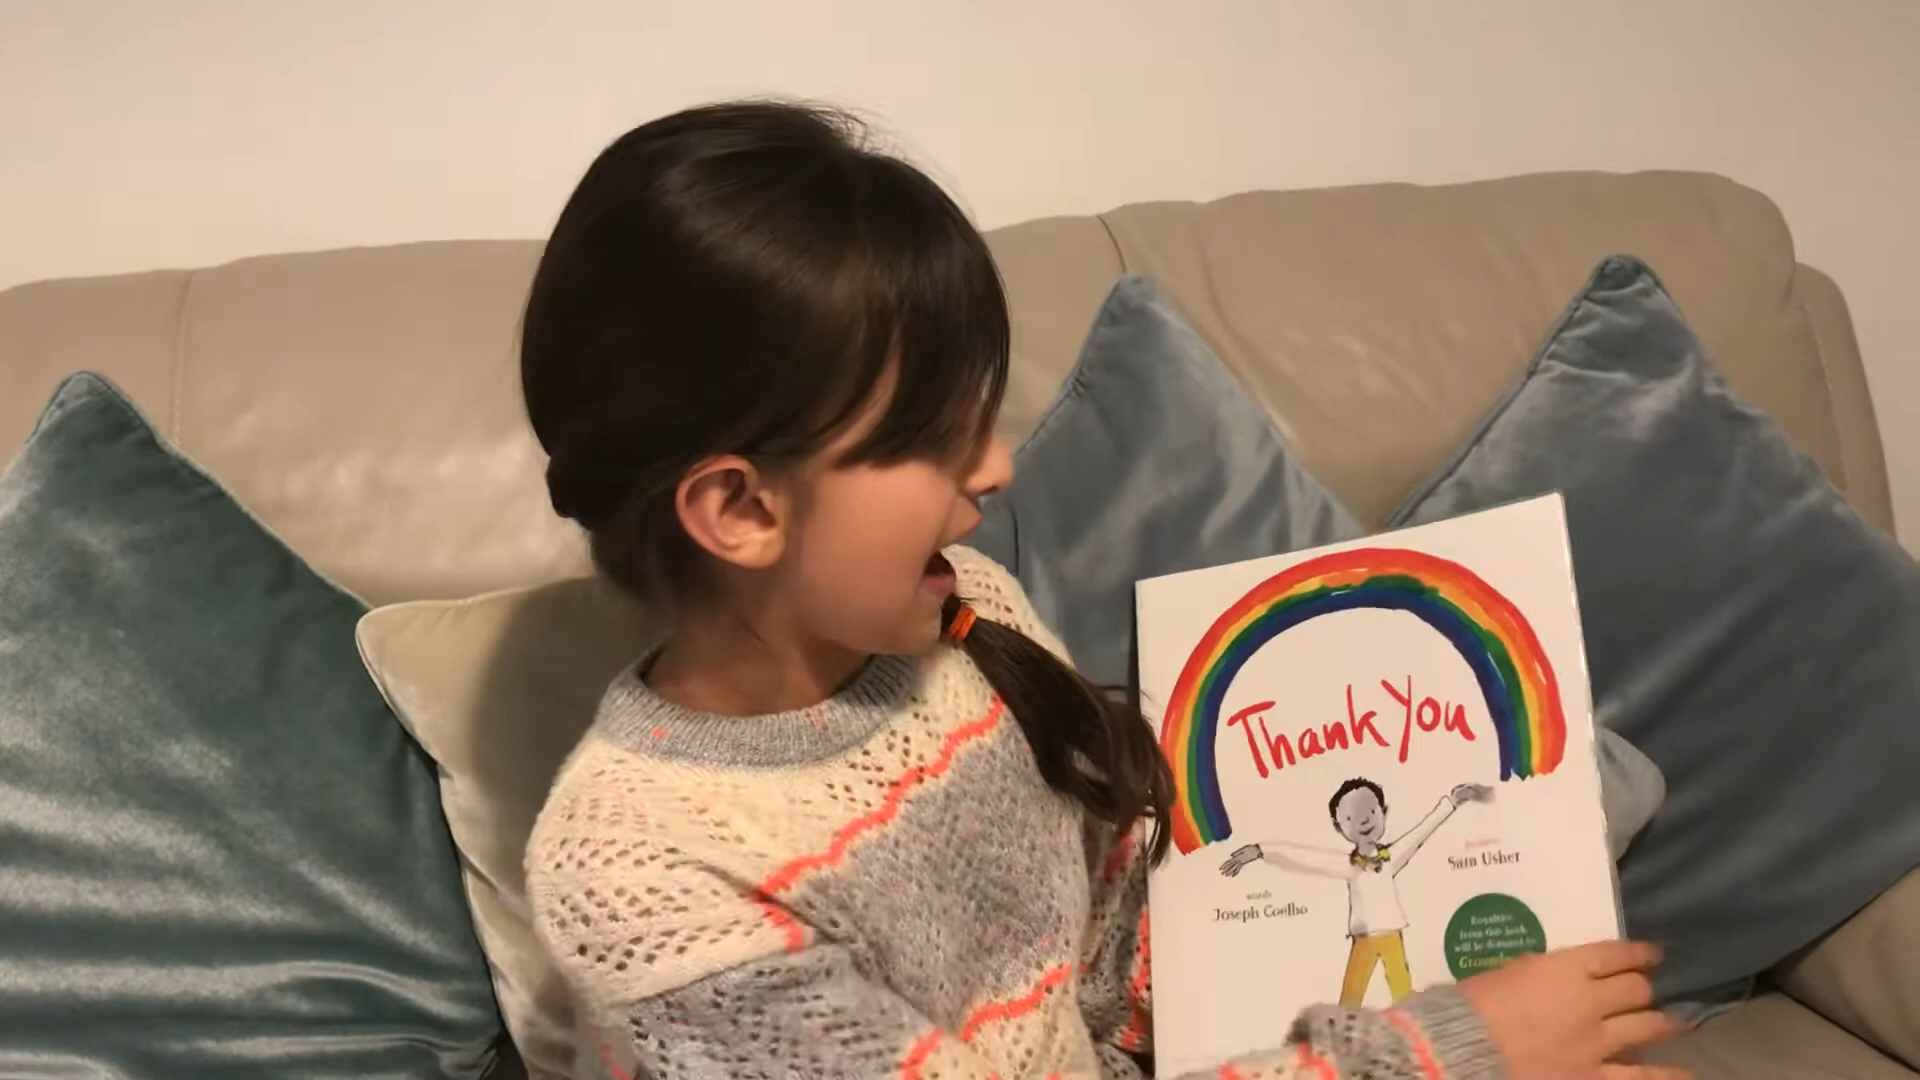 Thank You
words
Joseph Coelho
Sam Usher
Royalties
from this book
will be donated to